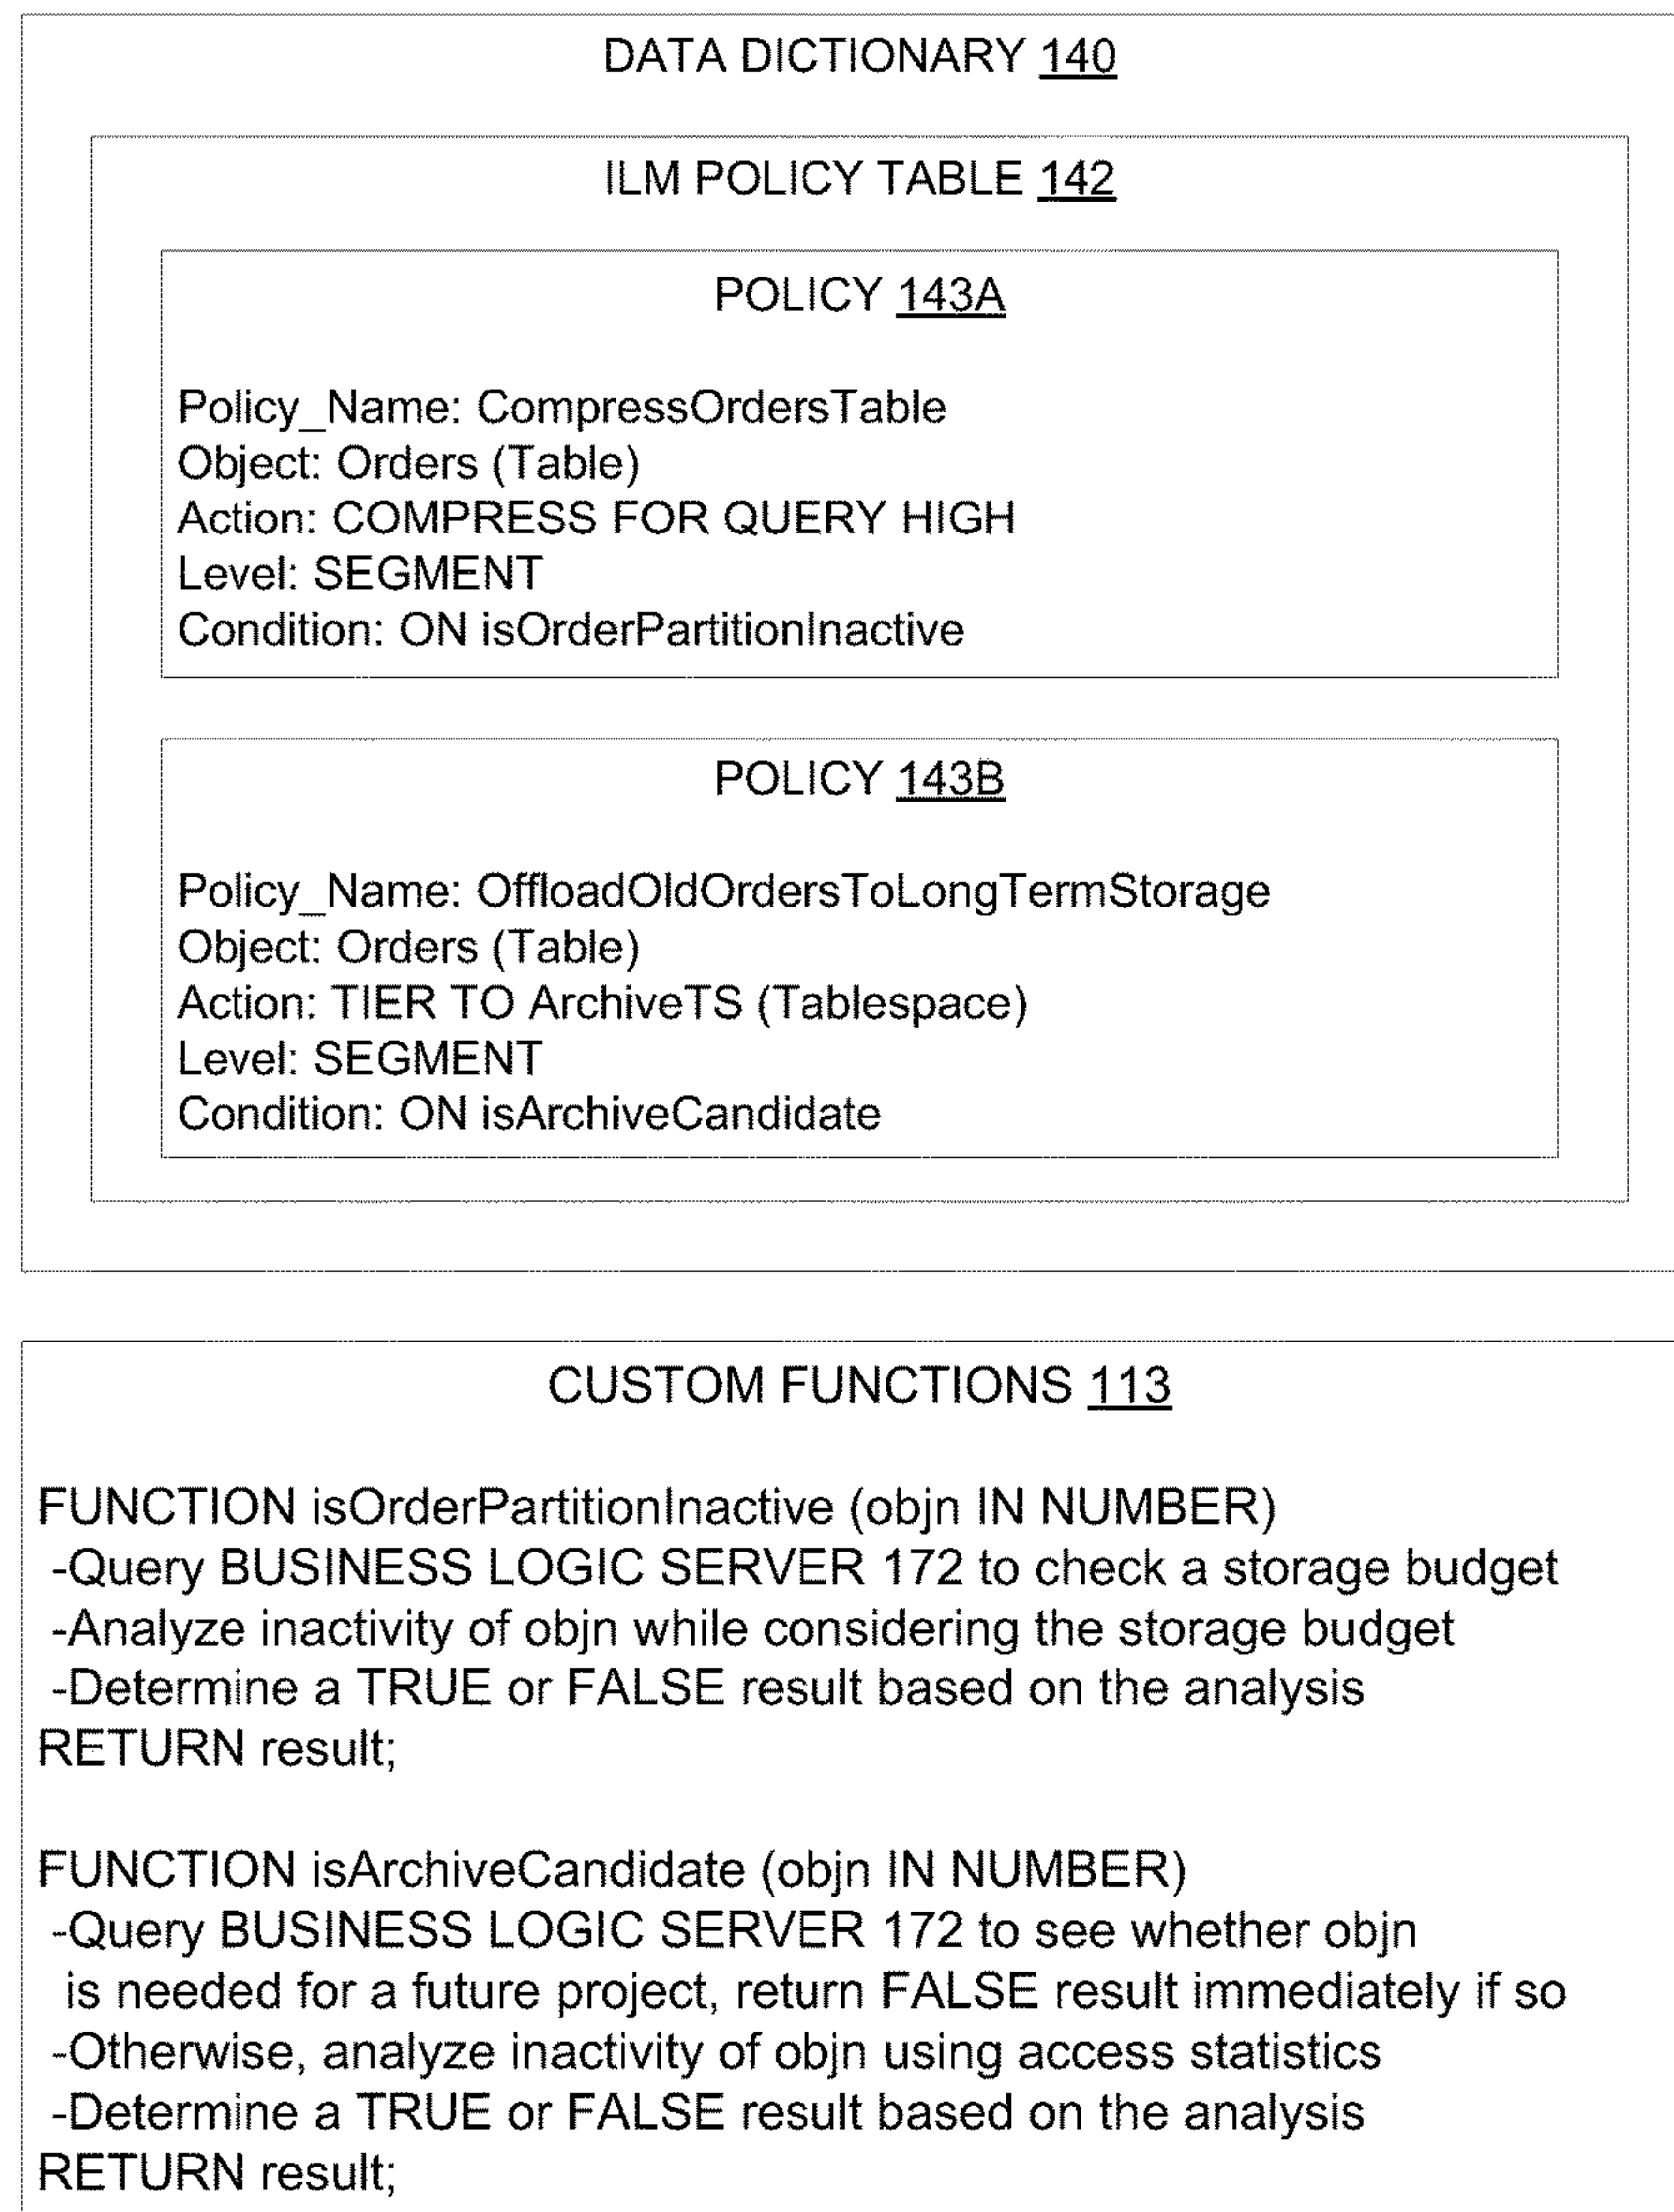 DATA DICTIONARY 140
ILM POLICY TABLE 142
POLICY 143A
Policy_Name: CompressOrdersTable
Object: Orders (Table)
Action: COMPRESS FOR QUERY HIGH
Level: SEGMENT
Condition: ON isOrderPartitionInactive
POLICY 143B
Policy_Name: OffloadOldOrdersToLongTermStorage
Object: Orders (Table)
Action: TIER TO ArchiveTS (Tablespace)
Level: SEGMENT
Condition: ON isArchiveCandidate
CUSTOM FUNCTIONS 113
FUNCTION isOrderPartitionInactive (objn IN NUMBER)
-Query BUSINESS LOGIC SERVER 172 to check a storage budget
-Analyze inactivity of objn while considering the storage budget
-Determine a TRUE or FALSE result based on the analysis
RETURN result;
FUNCTION isArchiveCandidate (objn IN NUMBER)
-Query BUSINESS LOGIC SERVER 172 to see whether objn
is needed for a future project, return FALSE result immediately if so
-Otherwise, analyze inactivity of objn using access statistics
-Determine a TRUE or FALSE result based on the analysis
RETURN result;